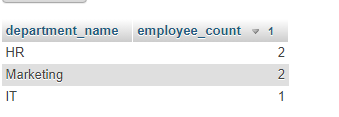 department_name employee_count 1
HR 2
Marketing 2
IT 1